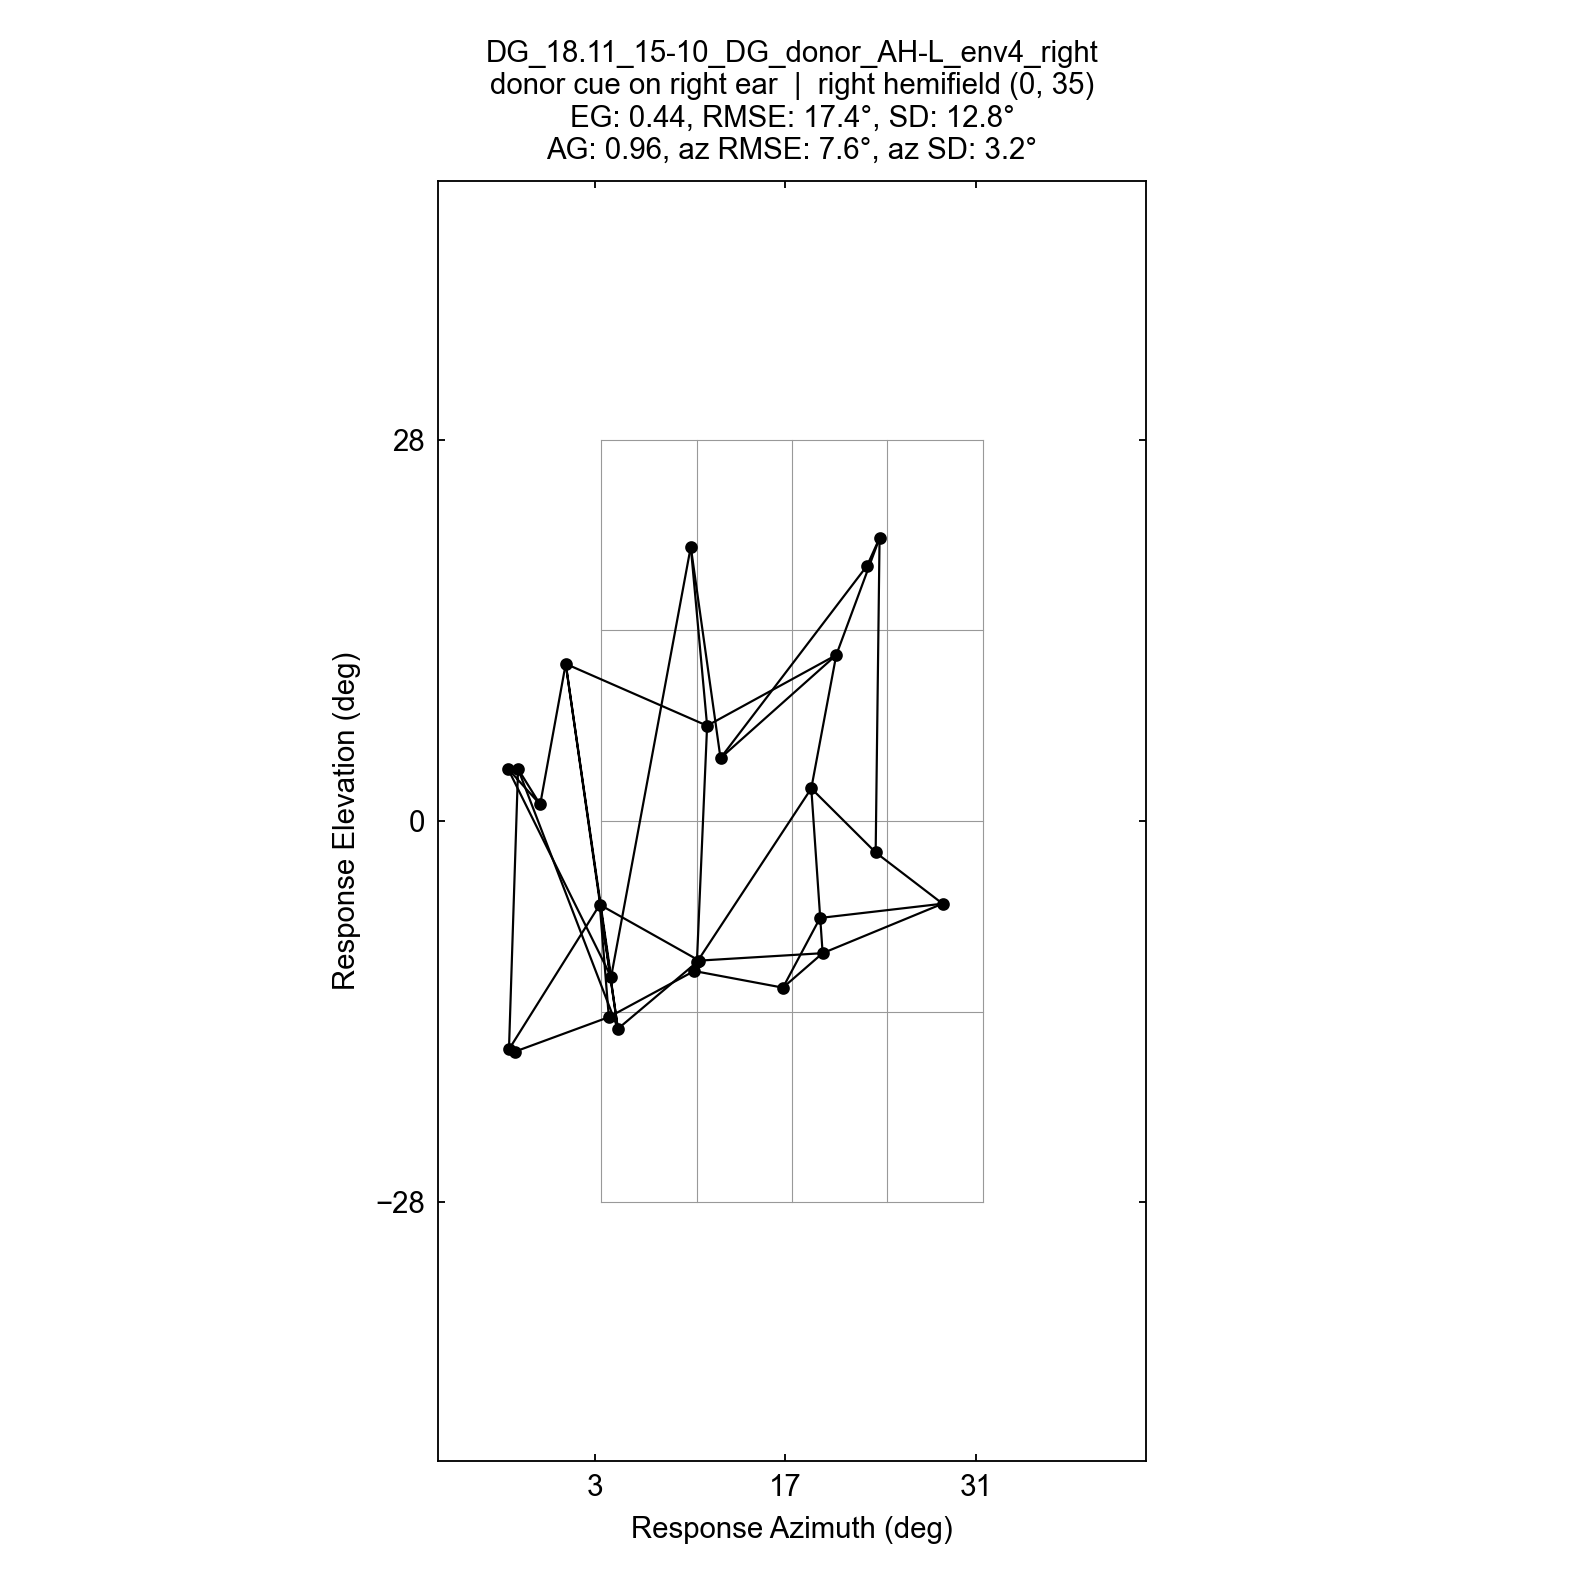 DG_18.11_15-10_DG_donor_AH-L_env4_right
donor cue on right ear | right hemifield (0, 35)
EG: 0.44, RMSE: 17.4°, SD: 12.8°
AG: 0.96, az RMSE: 7.6°, az SD: 3.2°
28
0
−28
Response Elevation (deg)
3 17 31
Response Azimuth (deg)